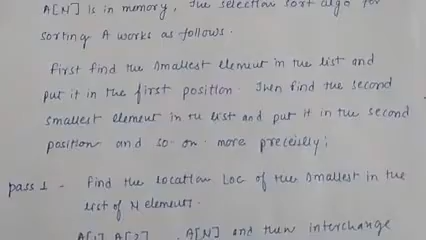 A[N] is in memory, The selection sort algo for
sorting A works as follows.
First find the smallest element in the list and
put it in the first position. Then find the second
smallest element in the list and put it in the second
position and so on. more precisely;
pass 1 - Find the location LOC of the smallest in the
list of N elements.
A[1] A[2] A[N] and then interchange